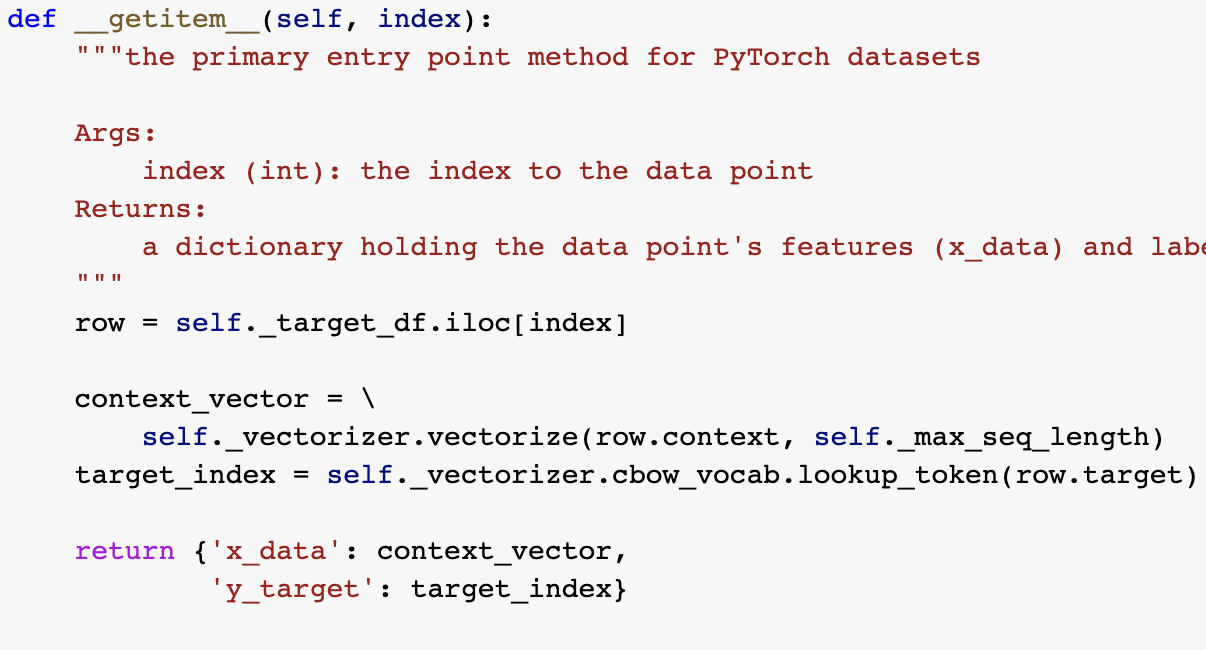 def __getitem__(self, index):
    """the primary entry point method for PyTorch datasets

    Args:
        index (int): the index to the data point
    Returns:
        a dictionary holding the data point's features (x_data) and
    """
    row = self._target_df.iloc[index]

    context_vector = \
        self._vectorizer.vectorize(row.context, self._max_seq_length)
    target_index = self._vectorizer.cbow_vocab.lookup_token(row.target)

    return {'x_data': context_vector,
            'y_target': target_index}